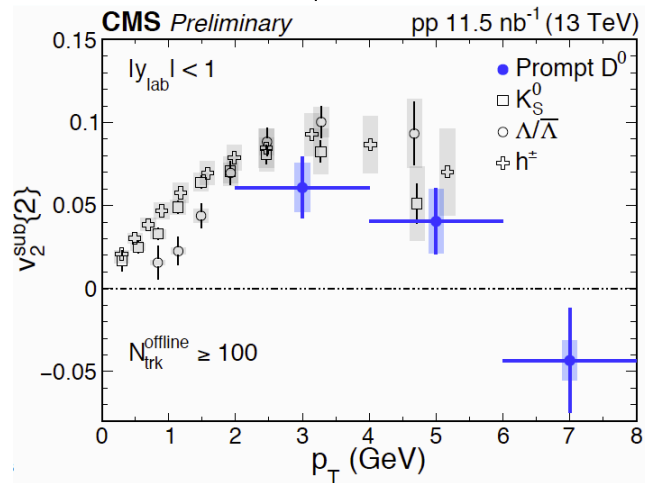 CMS Preliminary pp 11.5 nb⁻¹ (13 TeV)
|y_lab| < 1
Prompt D⁰
K_S⁰
Λ/Λ̅
h^±
N_trk^offline ≥ 100
v₂^sub{2}
0.15
0.1
0.05
0
−0.05
0 1 2 3 4 5 6 7 8
p_T (GeV)